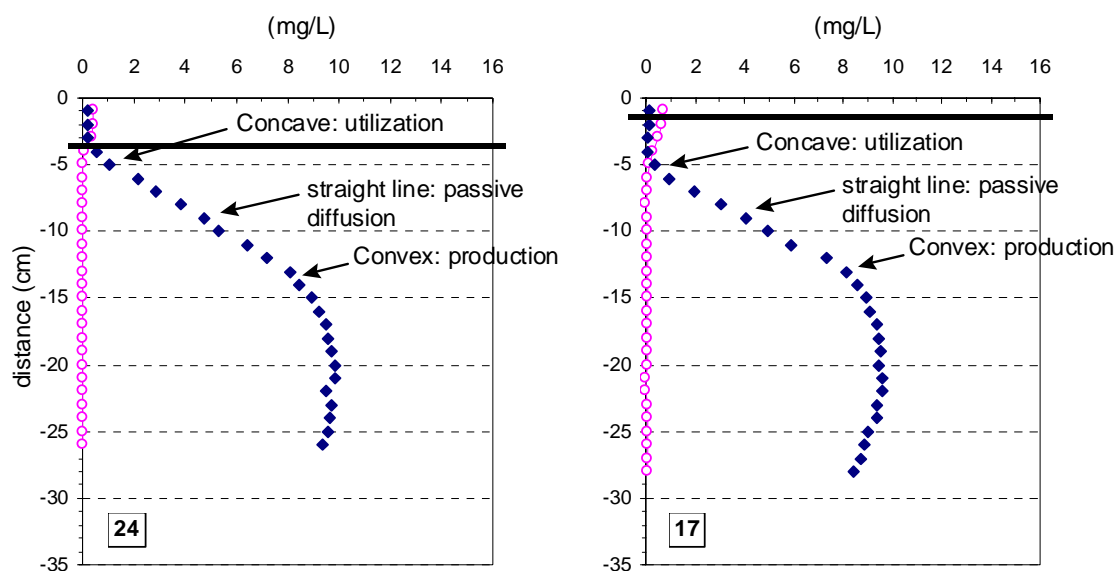 (mg/L)
0 2 4 6 8 10 12 14 16
0
-5
-10
-15
-20
-25
-30
-35
distance (cm)
Concave: utilization
straight line: passive
diffusion
Convex: production
24
(mg/L)
0 2 4 6 8 10 12 14 16
0
-5
-10
-15
-20
-25
-30
-35
Concave: utilization
straight line: passive
diffusion
Convex: production
17